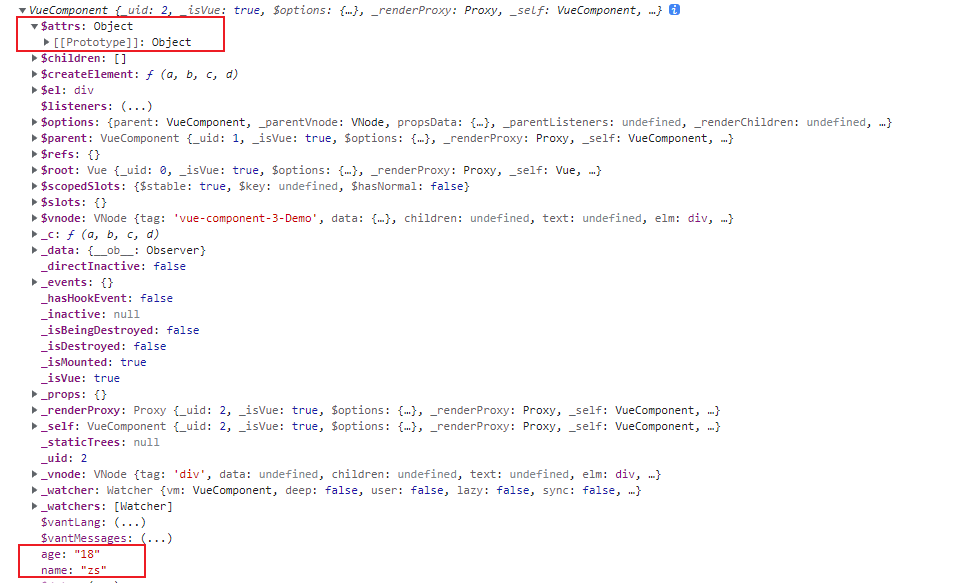 ▼VueComponent {_uid: 2, _isVue: true, $options: {…}, _renderProxy: Proxy, _self: VueComponent, …} i
▼$attrs: Object
▶[[Prototype]]: Object
▶$children: []
▶$createElement: ƒ (a, b, c, d)
▶$el: div
$listeners: (...)
▶$options: {parent: VueComponent, _parentVnode: VNode, propsData: {…}, _parentListeners: undefined, _renderChildren: undefined, …}
▶$parent: VueComponent {_uid: 1, _isVue: true, $options: {…}, _renderProxy: Proxy, _self: VueComponent, …}
▶$refs: {}
▶$root: Vue {_uid: 0, _isVue: true, $options: {…}, _renderProxy: Proxy, _self: Vue, …}
▶$scopedSlots: {$stable: true, $key: undefined, $hasNormal: false}
▶$slots: {}
▶$vnode: VNode {tag: 'vue-component-3-Demo', data: {…}, children: undefined, text: undefined, elm: div, …}
▶_c: ƒ (a, b, c, d)
▶_data: {__ob__: Observer}
_directInactive: false
▶_events: {}
_hasHookEvent: false
_inactive: null
_isBeingDestroyed: false
_isDestroyed: false
_isMounted: true
_isVue: true
▶_props: {}
▶_renderProxy: Proxy {_uid: 2, _isVue: true, $options: {…}, _renderProxy: Proxy, _self: VueComponent, …}
▶_self: VueComponent {_uid: 2, _isVue: true, $options: {…}, _renderProxy: Proxy, _self: VueComponent, …}
_staticTrees: null
_uid: 2
▶_vnode: VNode {tag: 'div', data: undefined, children: undefined, text: undefined, elm: div, …}
▶_watcher: Watcher {vm: VueComponent, deep: false, user: false, lazy: false, sync: false, …}
▶_watchers: [Watcher]
$vantLang: (...)
$vantMessages: (...)
age: "18"
name: "zs"